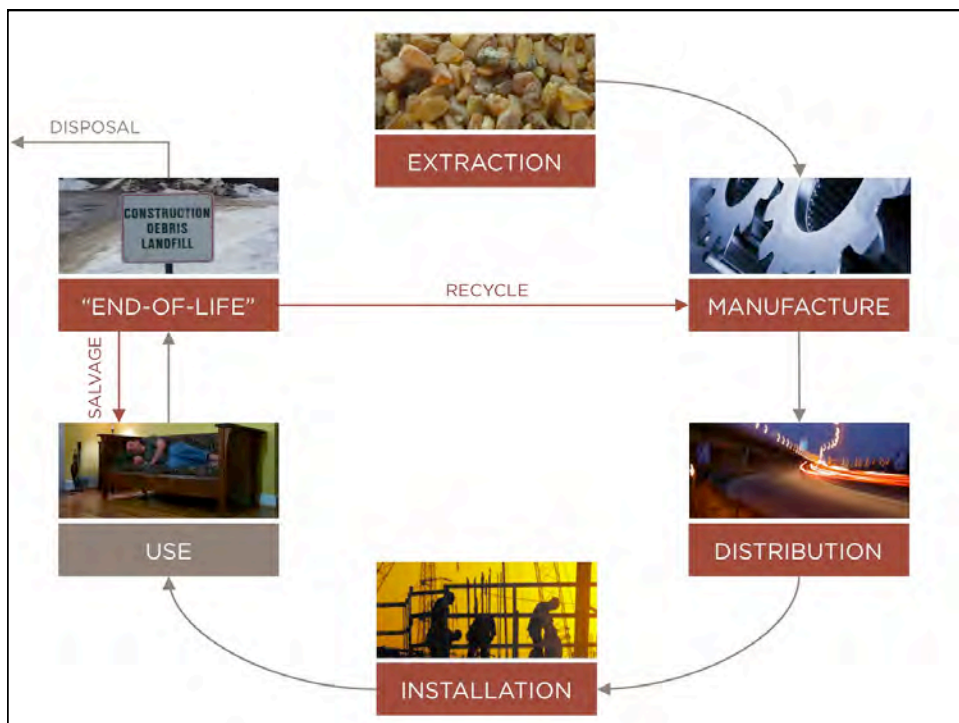 EXTRACTION
DISPOSAL
CONSTRUCTION
DEBRIS
LANDFILL
"END-OF-LIFE"
RECYCLE
MANUFACTURE
SALVAGE
USE
DISTRIBUTION
INSTALLATION